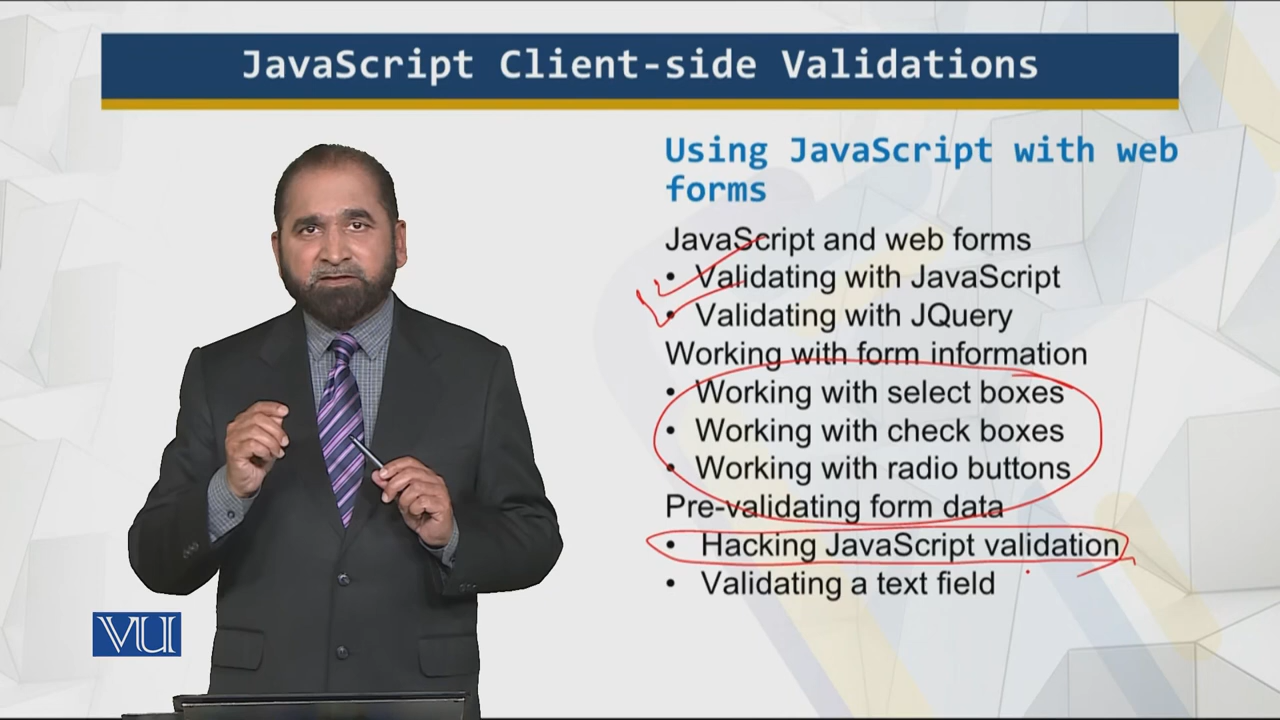 JavaScript Client-side Validations
Using JavaScript with web
forms
JavaScript and web forms
• Validating with JavaScript
• Validating with JQuery
Working with form information
• Working with select boxes
• Working with check boxes
• Working with radio buttons
Pre-validating form data
• Hacking JavaScript validation
• Validating a text field
VU